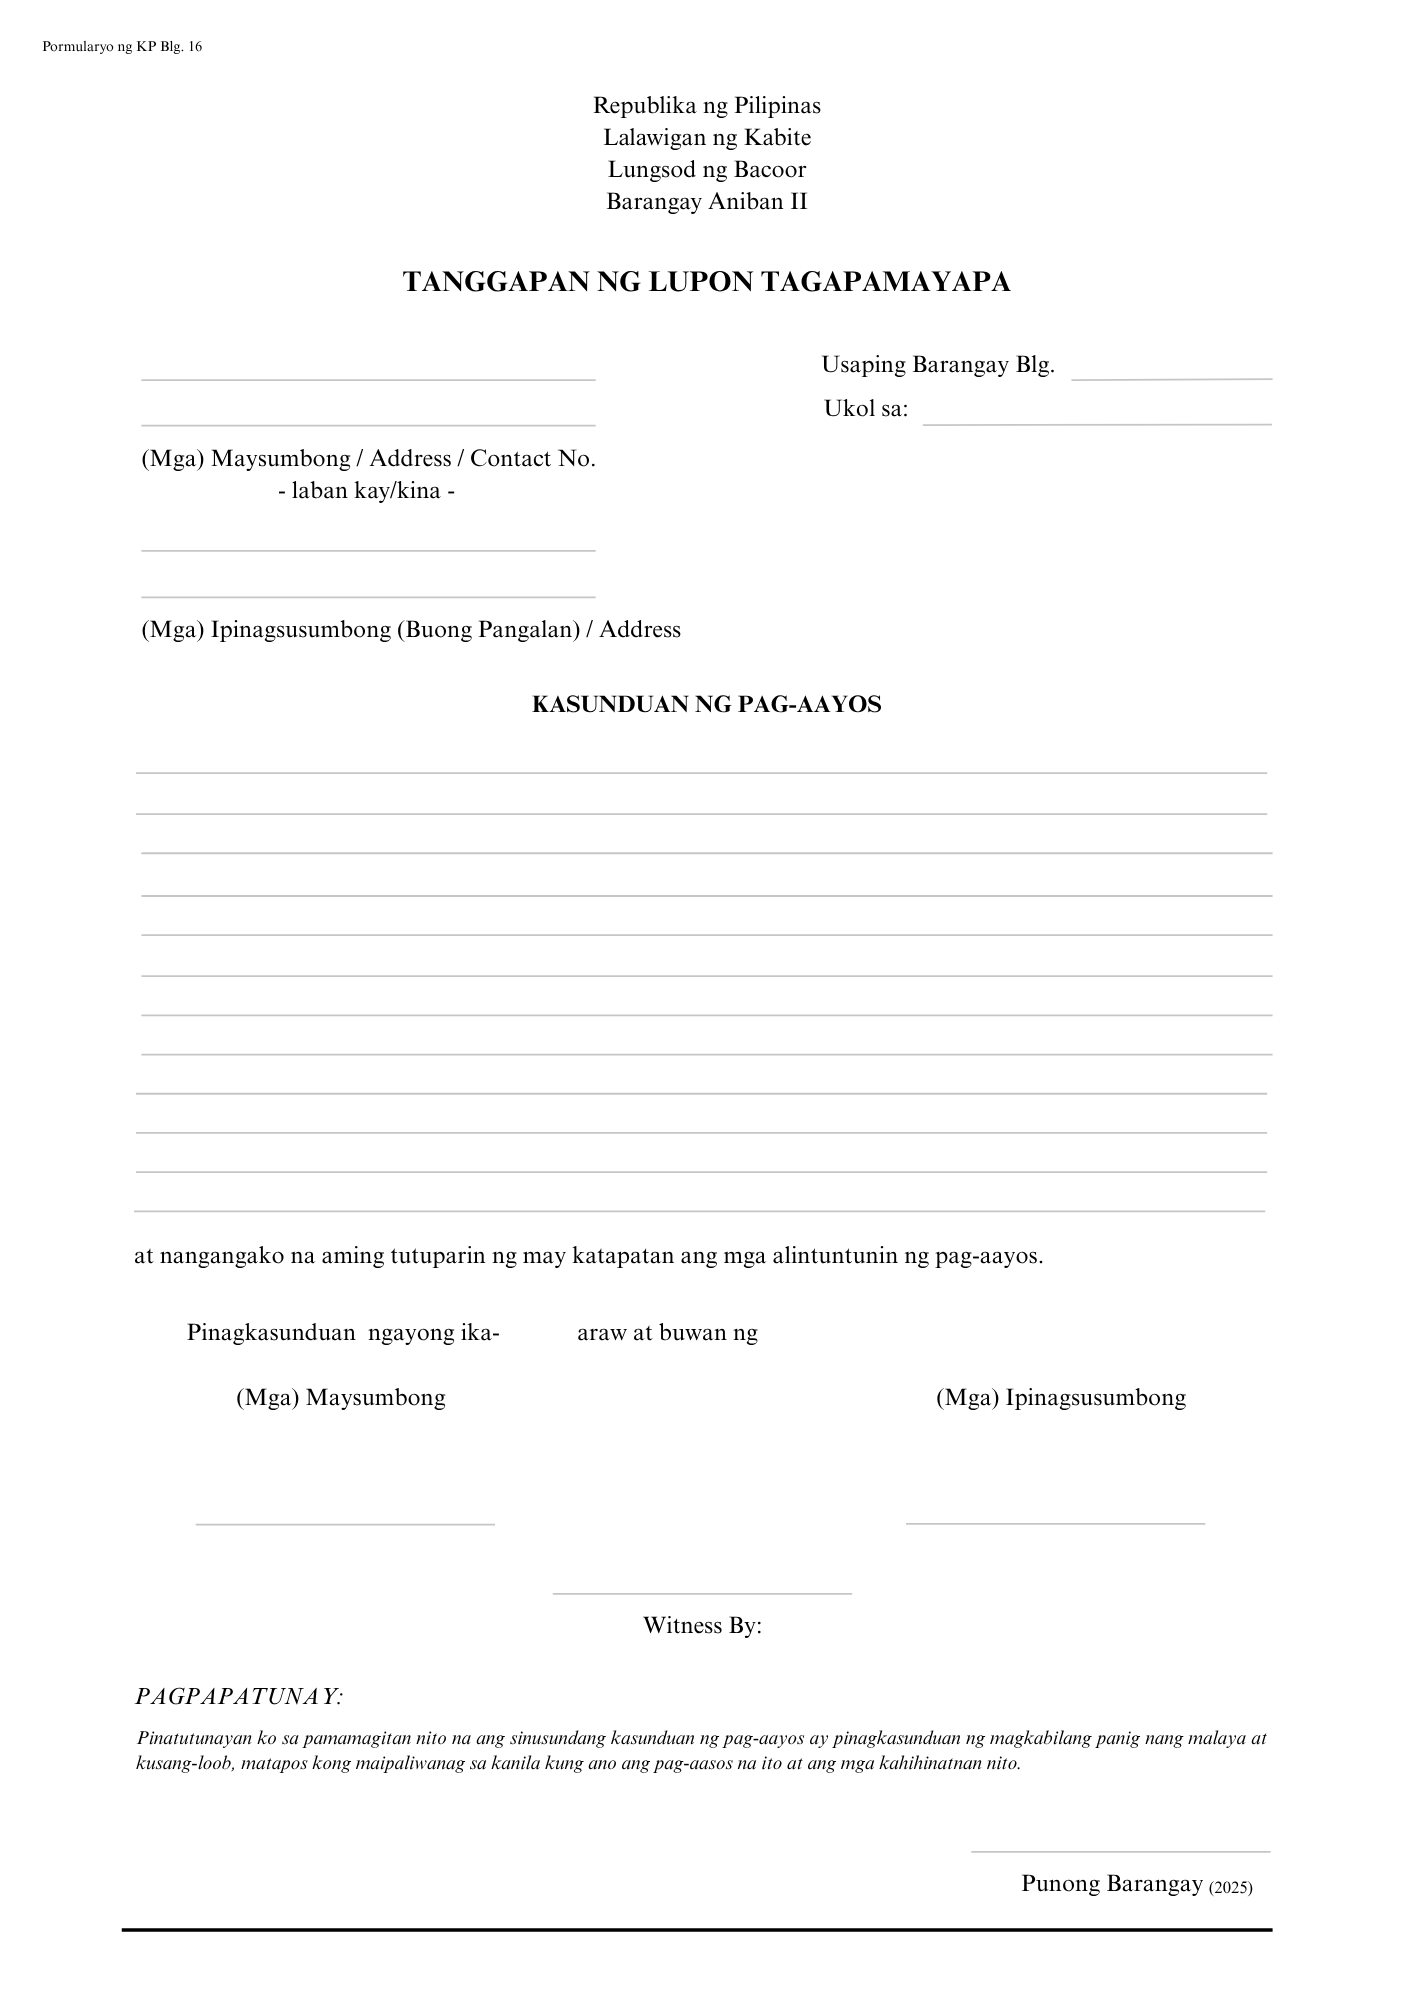 Pormularyo ng KP Blg. 16
Republika ng Pilipinas
Lalawigan ng Kabite
Lungsod ng Bacoor
Barangay Aniban II
TANGGAPAN NG LUPON TAGAPAMAYAPA
Usaping Barangay Blg.
Ukol sa:
(Mga) Maysumbong / Address / Contact No.
- laban kay/kina -
(Mga) Ipinagsusumbong (Buong Pangalan) / Address
KASUNDUAN NG PAG-AAYOS
at nangangako na aming tutuparin ng may katapatan ang mga alintuntunin ng pag-aayos.
Pinagkasunduan ngayong ika- araw at buwan ng
(Mga) Maysumbong (Mga) Ipinagsusumbong
Witness By:
PAGPAPATUNAY:
Pinatutunayan ko sa pamamagitan nito na ang sinusundang kasunduan ng pag-aayos ay pinagkasunduan ng magkabilang panig nang malaya at
kusang-loob, matapos kong maipaliwanag sa kanila kung ano ang pag-aasos na ito at ang mga kahihinatnan nito.
Punong Barangay (2025)